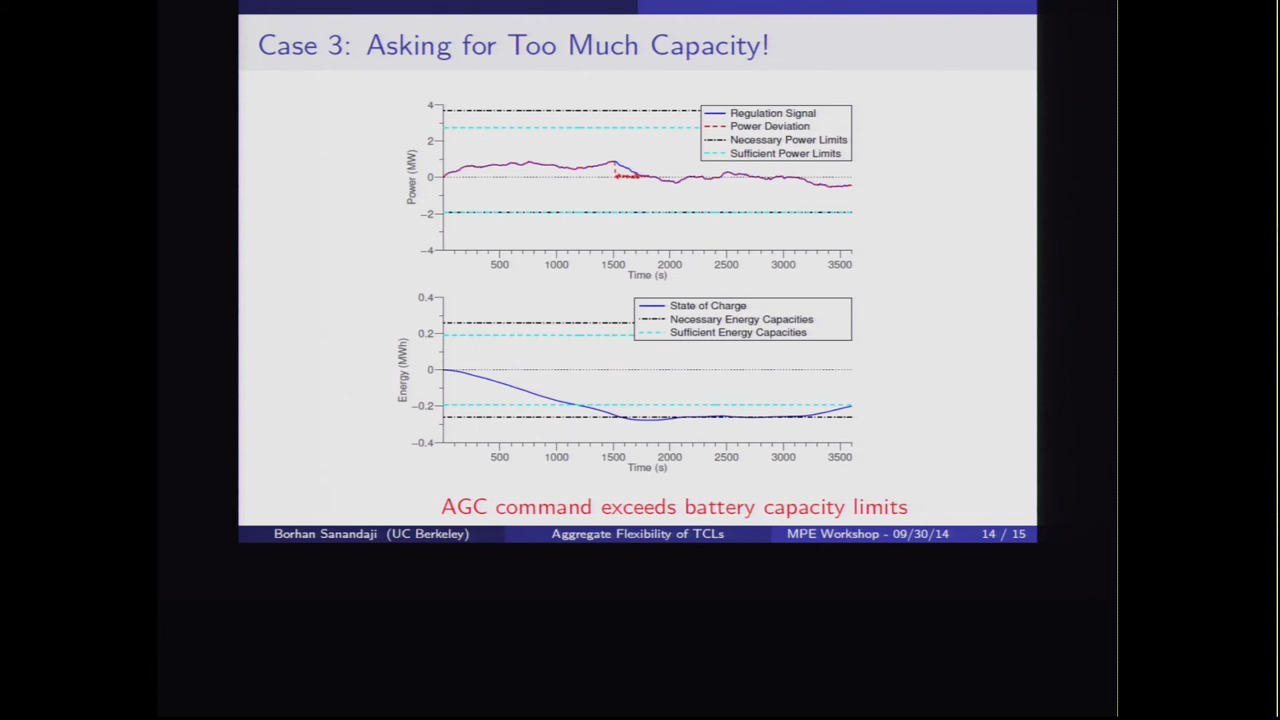 Case 3: Asking for Too Much Capacity!
4
2
0
−2
−4
Power (MW)
Regulation Signal
Power Deviation
Necessary Power Limits
Sufficient Power Limits
500 1000 1500 2000 2500 3000 3500
Time (s)
0.4
0.2
0
−0.2
−0.4
Energy (MWh)
State of Charge
Necessary Energy Capacities
Sufficient Energy Capacities
500 1000 1500 2000 2500 3000 3500
Time (s)
AGC command exceeds battery capacity limits
Borhan Sanandaji (UC Berkeley) Aggregate Flexibility of TCLs MPE Workshop - 09/30/14 14 / 15